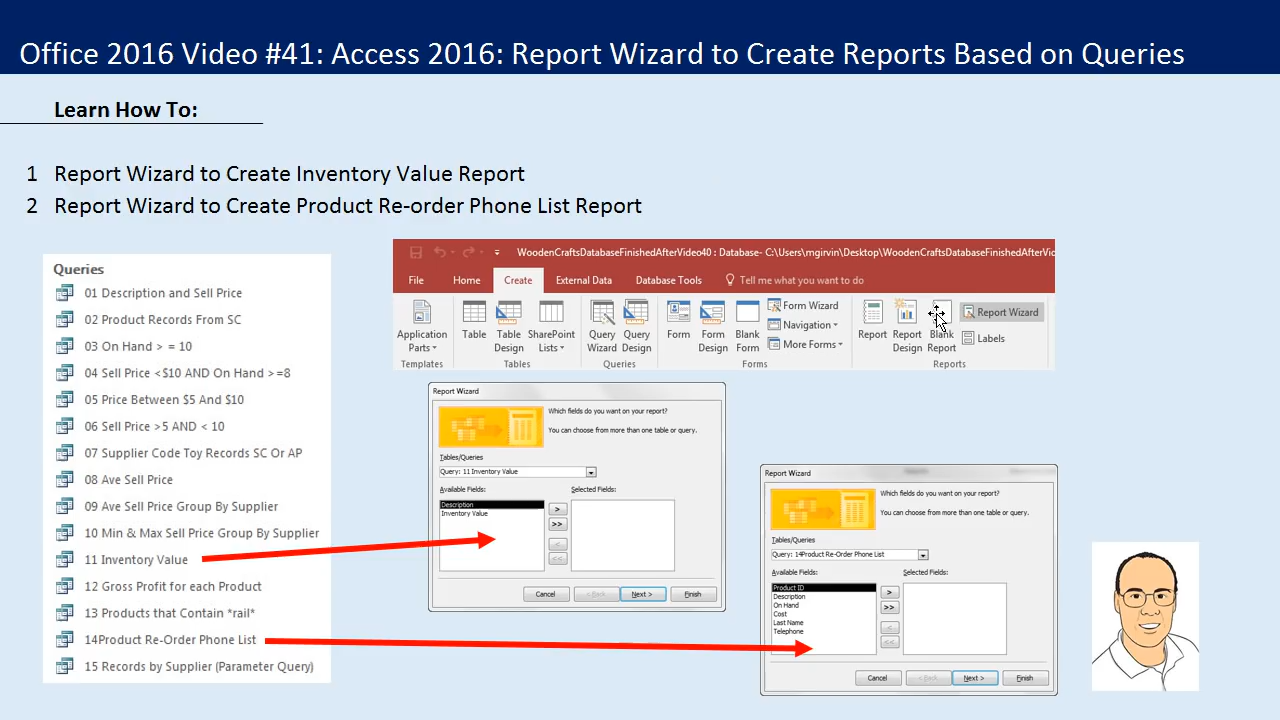 Office 2016 Video #41: Access 2016: Report Wizard to Create Reports Based on Queries
Learn How To:
1 Report Wizard to Create Inventory Value Report
2 Report Wizard to Create Product Re-order Phone List Report
Queries
01 Description and Sell Price
02 Product Records From SC
03 On Hand > = 10
04 Sell Price <$10 AND On Hand >=8
05 Price Between $5 And $10
06 Sell Price >5 AND < 10
07 Supplier Code Toy Records SC Or AP
08 Ave Sell Price
09 Ave Sell Price Group By Supplier
10 Min & Max Sell Price Group By Supplier
11 Inventory Value
12 Gross Profit for each Product
13 Products that Contain *rail*
14Product Re-Order Phone List
15 Records by Supplier (Parameter Query)
WoodenCraftsDatabaseFinishedAfterVideo40 : Database- C:\Users\mgirvin\Desktop\WoodenCraftsDatabaseFinishedAfterVi
File Home Create External Data Database Tools Tell me what you want to do
Application Parts
Table
Table Design
SharePoint Lists
Query Wizard
Query Design
Form
Form Design
Blank Form
Form Wizard
Navigation
More Forms
Report
Report Design
Blank Report
Report Wizard
Labels
Templates Tables Queries Forms Reports
Report Wizard
Which fields do you want on your report?
You can choose from more than one table or query.
Tables/Queries
Query: 11 Inventory Value
Available Fields: Selected Fields:
Description
Inventory Value
>
>>
<
<<
Cancel < Back Next > Finish
Report Wizard
Which fields do you want on your report?
You can choose from more than one table or query.
Tables/Queries
Query: 14Product Re-Order Phone List
Available Fields: Selected Fields:
Product ID
Description
On Hand
Cost
Last Name
Telephone
>
>>
<
<<
Cancel < Back Next > Finish